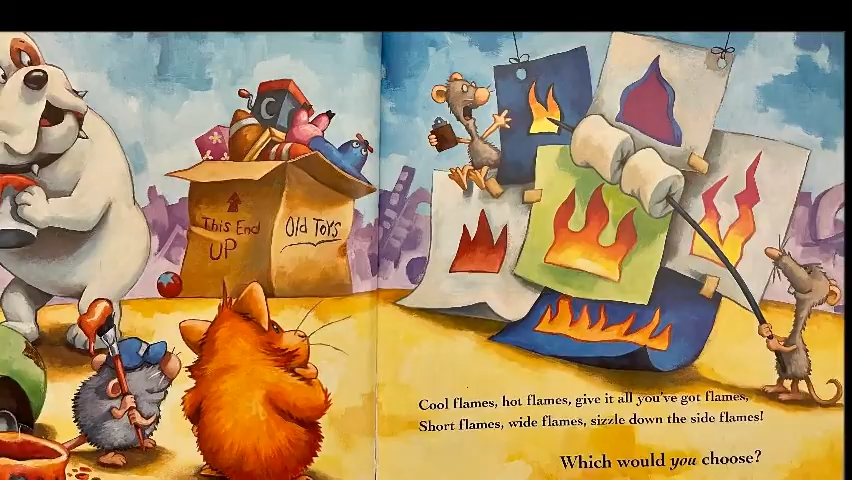 This End
UP
Old Toys
Cool flames, hot flames, give it all you've got flames,
Short flames, wide flames, sizzle down the side flames!
Which would you choose?